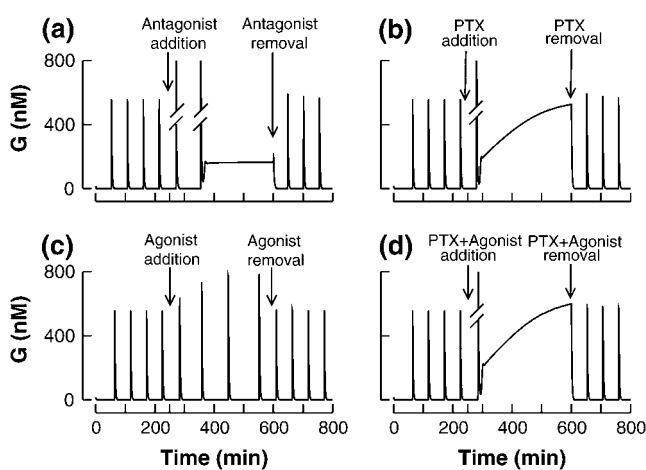 (a)
Antagonist addition
Antagonist removal
(b)
PTX addition
PTX removal
G (nM)
800
400
0
(c)
Agonist addition
Agonist removal
(d)
PTX+Agonist addition
PTX+Agonist removal
G (nM)
800
400
0
0 200 400 600 800
0 200 400 600 800
Time (min)
Time (min)